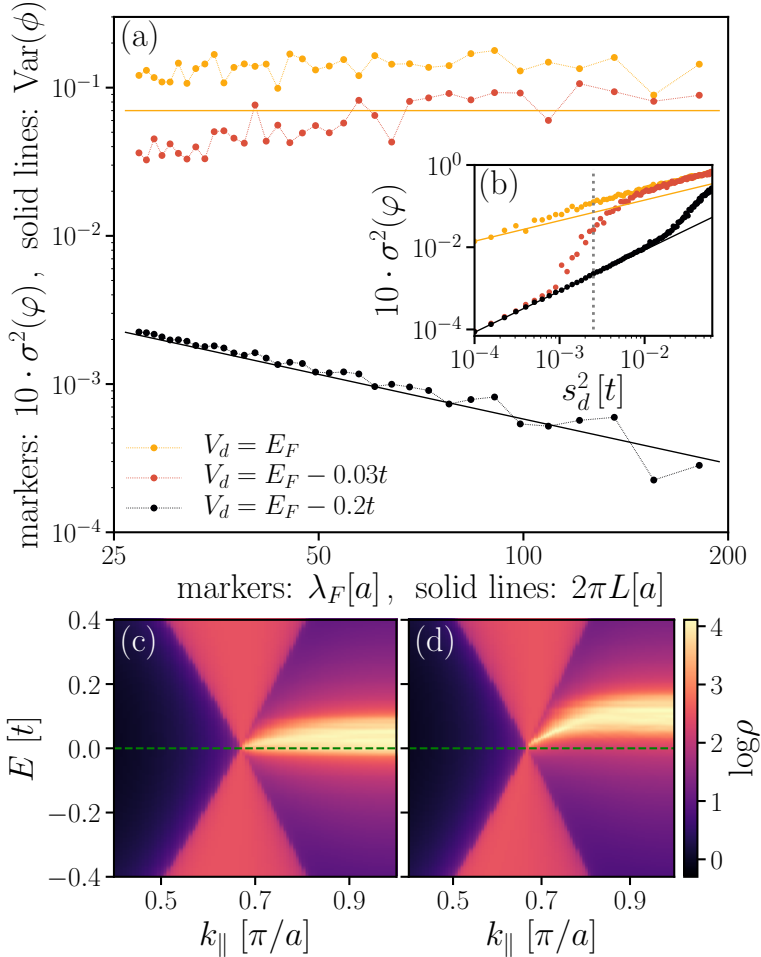 (a)
markers: 10 · σ²(φ), solid lines: Var(ϕ)
10⁻¹
10⁻²
10⁻³
10⁻⁴
(b)
10 · σ²(φ)
10⁰
10⁻²
10⁻⁴
10⁻⁴ 10⁻³ 10⁻²
s_d² [t]
V_d = E_F
V_d = E_F − 0.03t
V_d = E_F − 0.2t
25 50 100 200
markers: λ_F[a], solid lines: 2πL[a]
(c) (d)
E [t]
0.4
0.2
0.0
−0.2
−0.4
0.5 0.7 0.9 0.5 0.7 0.9
k_∥ [π/a] k_∥ [π/a]
4
3
2
1
0
logρ